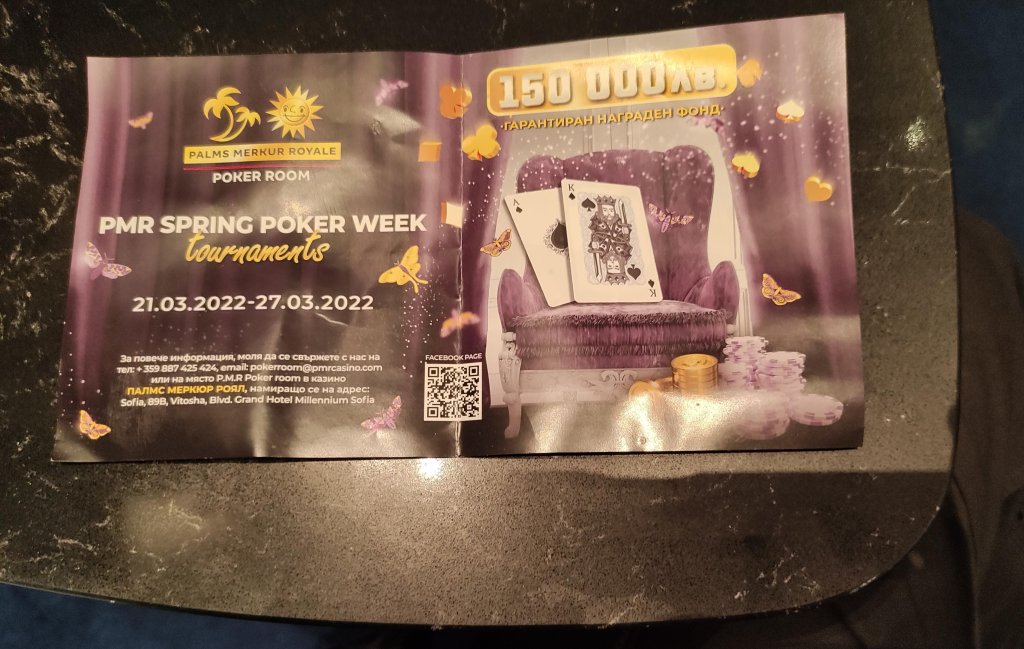 PALMS MERKUR ROYALE
POKER ROOM
PMR SPRING POKER WEEK
tournaments
21.03.2022-27.03.2022
За повече информация, моля да се свържете с нас на
тел: + 359 887 425 424, email: pokerroom@pmrcasino.com
или на място P.M.R Poker room в казино
ПАЛМС МЕРКЮР РОЯЛ, намиращо се на адрес:
Sofia, 89B, Vitosha, Blvd. Grand Hotel Millennium Sofia
FACEBOOK PAGE
150 000лв.
·ГАРАНТИРАН НАГРАДЕН ФОНД·
A
K
K